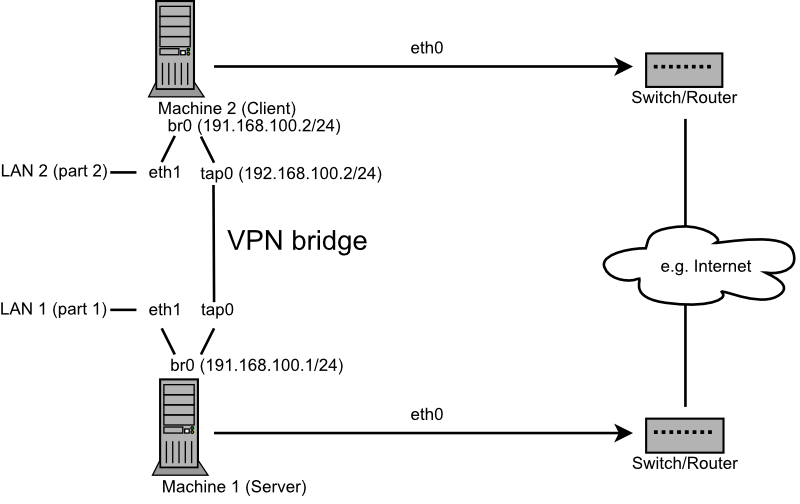 eth0
Switch/Router
Machine 2 (Client)
br0 (191.168.100.2/24)
LAN 2 (part 2)
eth1
tap0 (192.168.100.2/24)
VPN bridge
e.g. Internet
LAN 1 (part 1)
eth1
tap0
br0 (191.168.100.1/24)
eth0
Switch/Router
Machine 1 (Server)